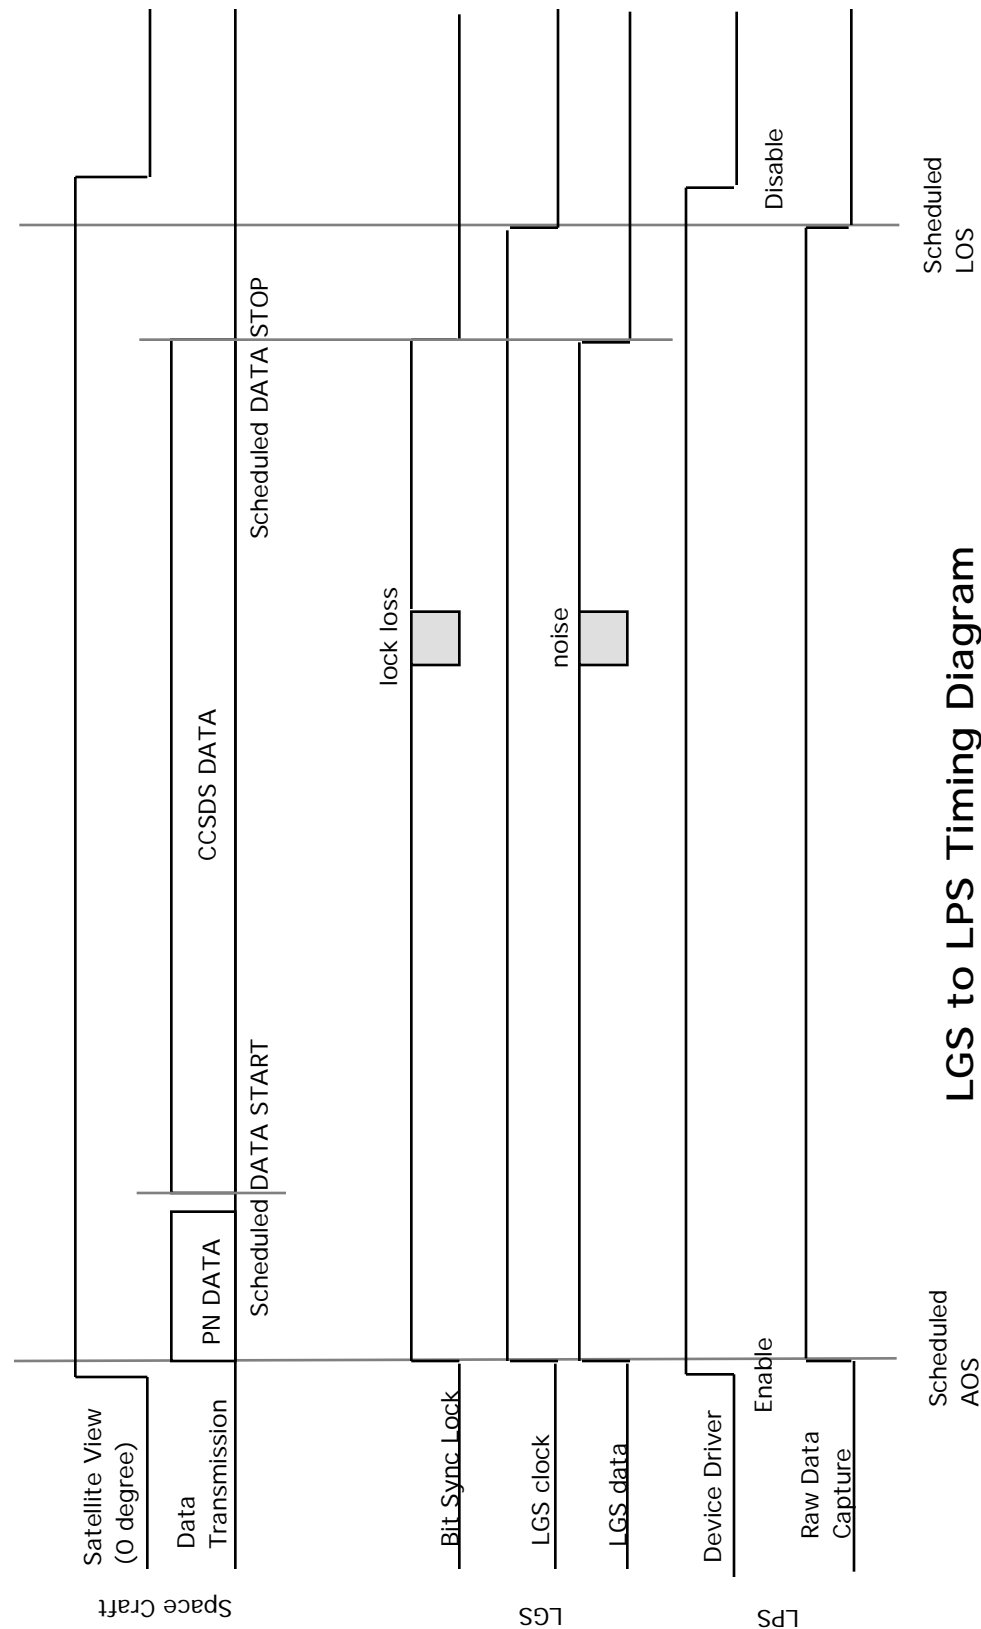 Space Craft
Satellite View
(0 degree)
Data
Transmission
PN DATA
CCSDS DATA
Scheduled DATA START
Scheduled DATA STOP
LGS
Bit Sync Lock
lock loss
LGS clock
LGS data
noise
LPS
Device Driver
Enable
Disable
Raw Data
Capture
Scheduled
AOS
Scheduled
LOS
LGS to LPS Timing Diagram